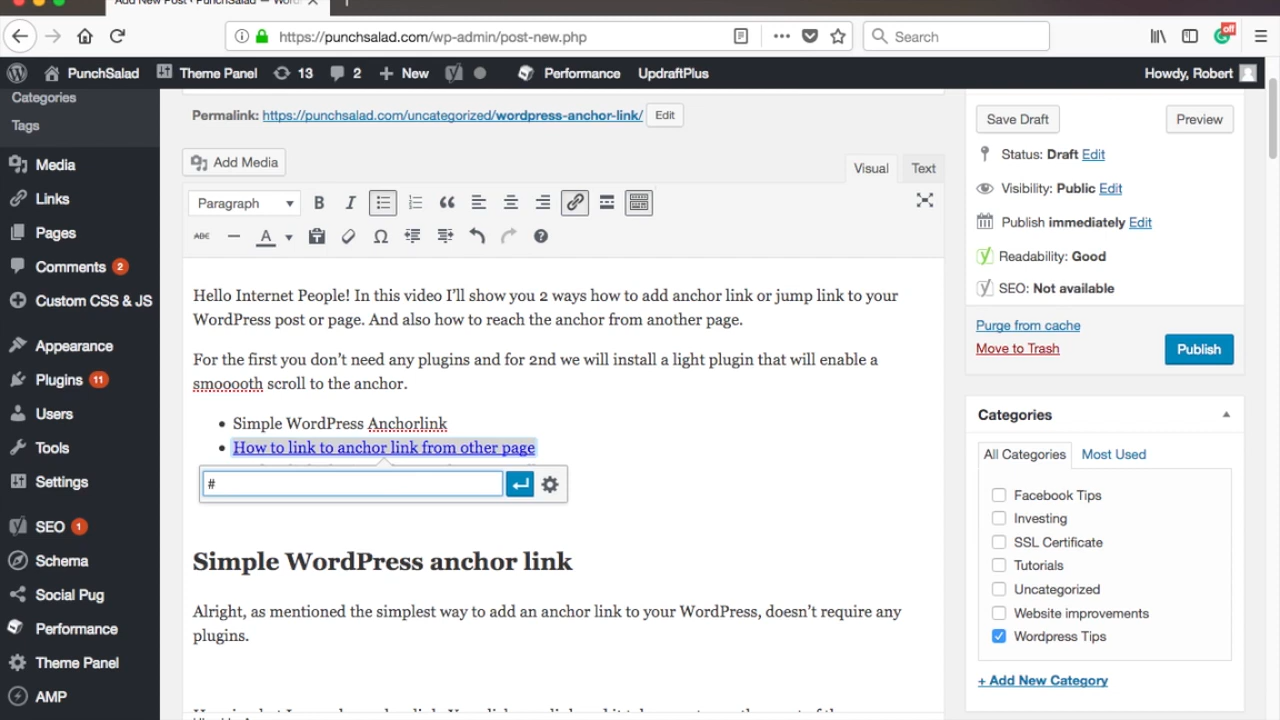 Add New Post ‹ PunchSalad — Wor
https://punchsalad.com/wp-admin/post-new.php
Search
off
PunchSalad Theme Panel 13 2 New Performance UpdraftPlus Howdy, Robert
Categories
Tags
Media
Links
Pages
Comments 2
Custom CSS & JS
Appearance
Plugins 11
Users
Tools
Settings
SEO 1
Schema
Social Pug
Performance
Theme Panel
AMP
Permalink: https://punchsalad.com/uncategorized/wordpress-anchor-link/ Edit
Add Media
Visual Text
Paragraph
ABC
Hello Internet People! In this video I’ll show you 2 ways how to add anchor link or jump link to your
WordPress post or page. And also how to reach the anchor from another page.
For the first you don’t need any plugins and for 2nd we will install a light plugin that will enable a
smooooth scroll to the anchor.
Simple WordPress Anchorlink
How to link to anchor link from other page
#
Simple WordPress anchor link
Alright, as mentioned the simplest way to add an anchor link to your WordPress, doesn’t require any
plugins.
Save Draft Preview
Status: Draft Edit
Visibility: Public Edit
Publish immediately Edit
Readability: Good
SEO: Not available
Purge from cache
Move to Trash
Publish
Categories
All Categories Most Used
Facebook Tips
Investing
SSL Certificate
Tutorials
Uncategorized
Website improvements
Wordpress Tips
+ Add New Category